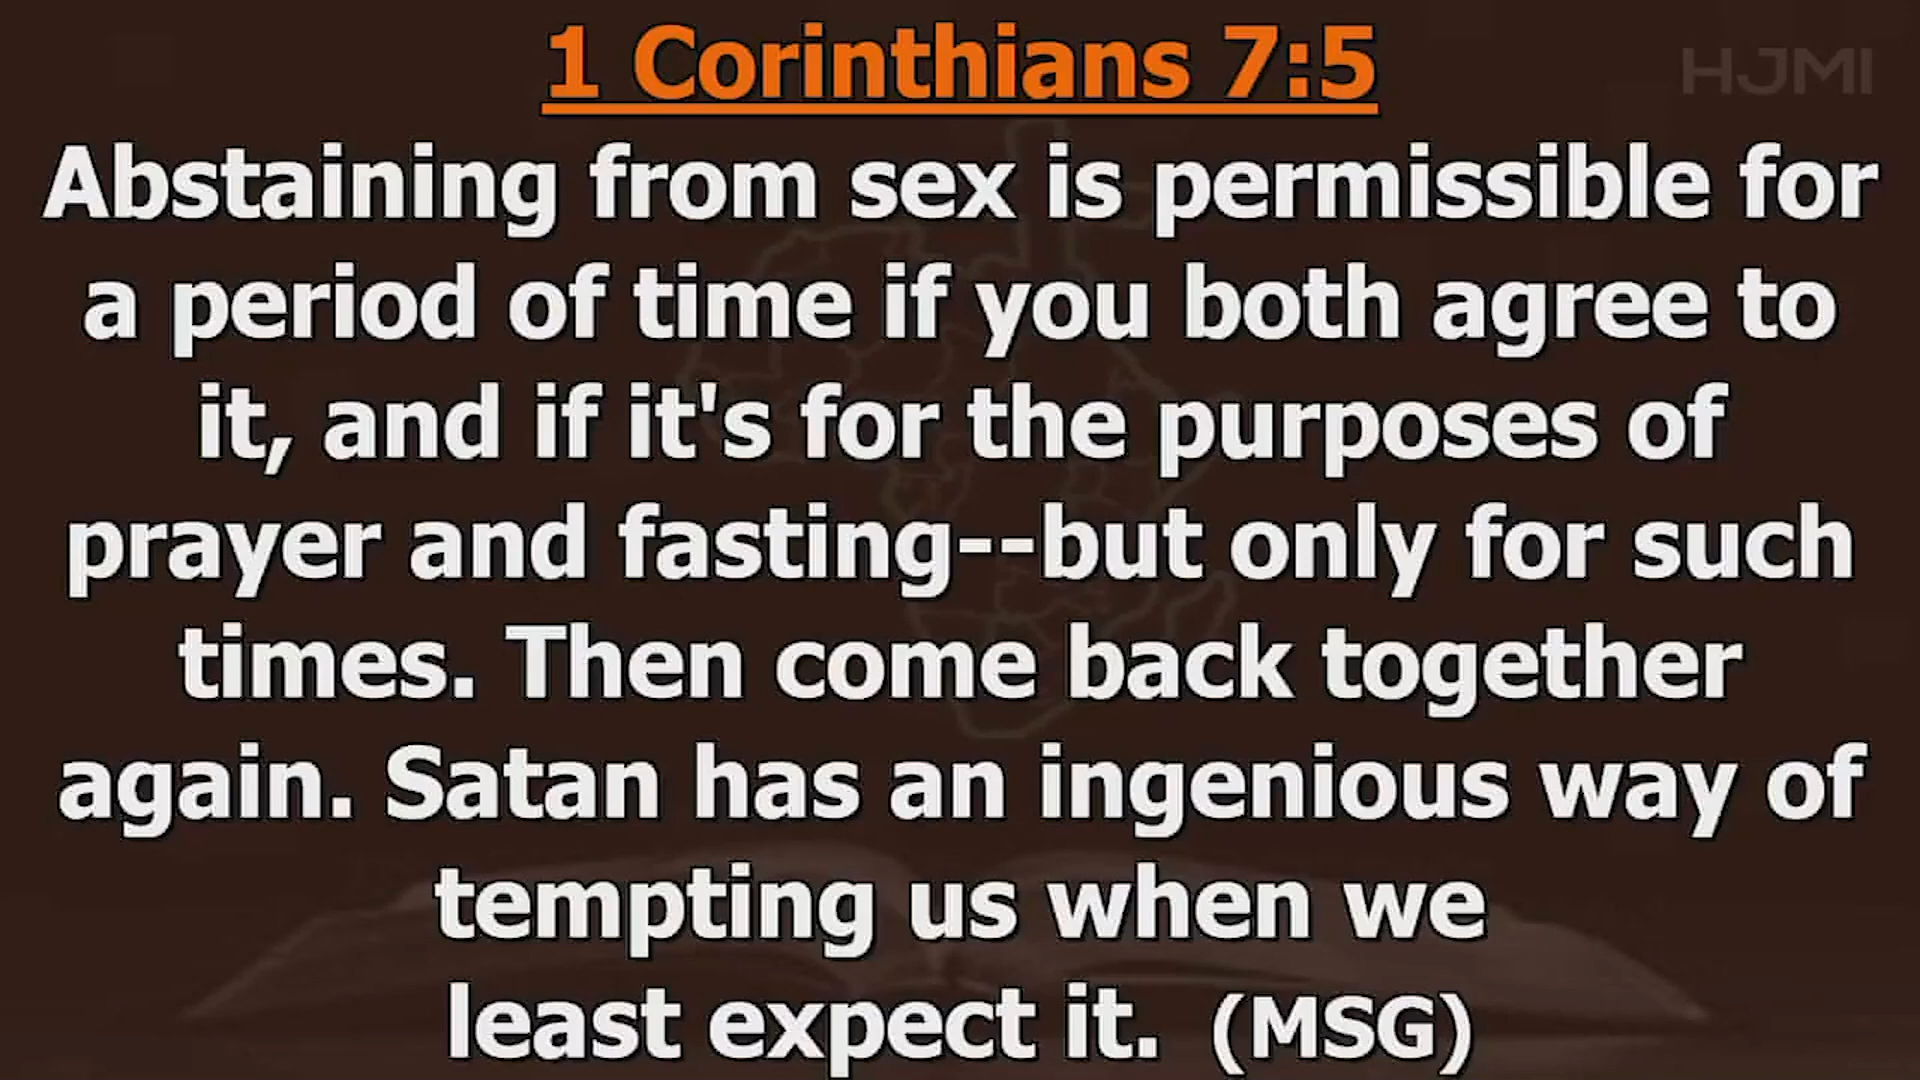 1 Corinthians 7:5
HJMI
Abstaining from sex is permissible for
a period of time if you both agree to
it, and if it's for the purposes of
prayer and fasting--but only for such
times. Then come back together
again. Satan has an ingenious way of
tempting us when we
least expect it. (MSG)